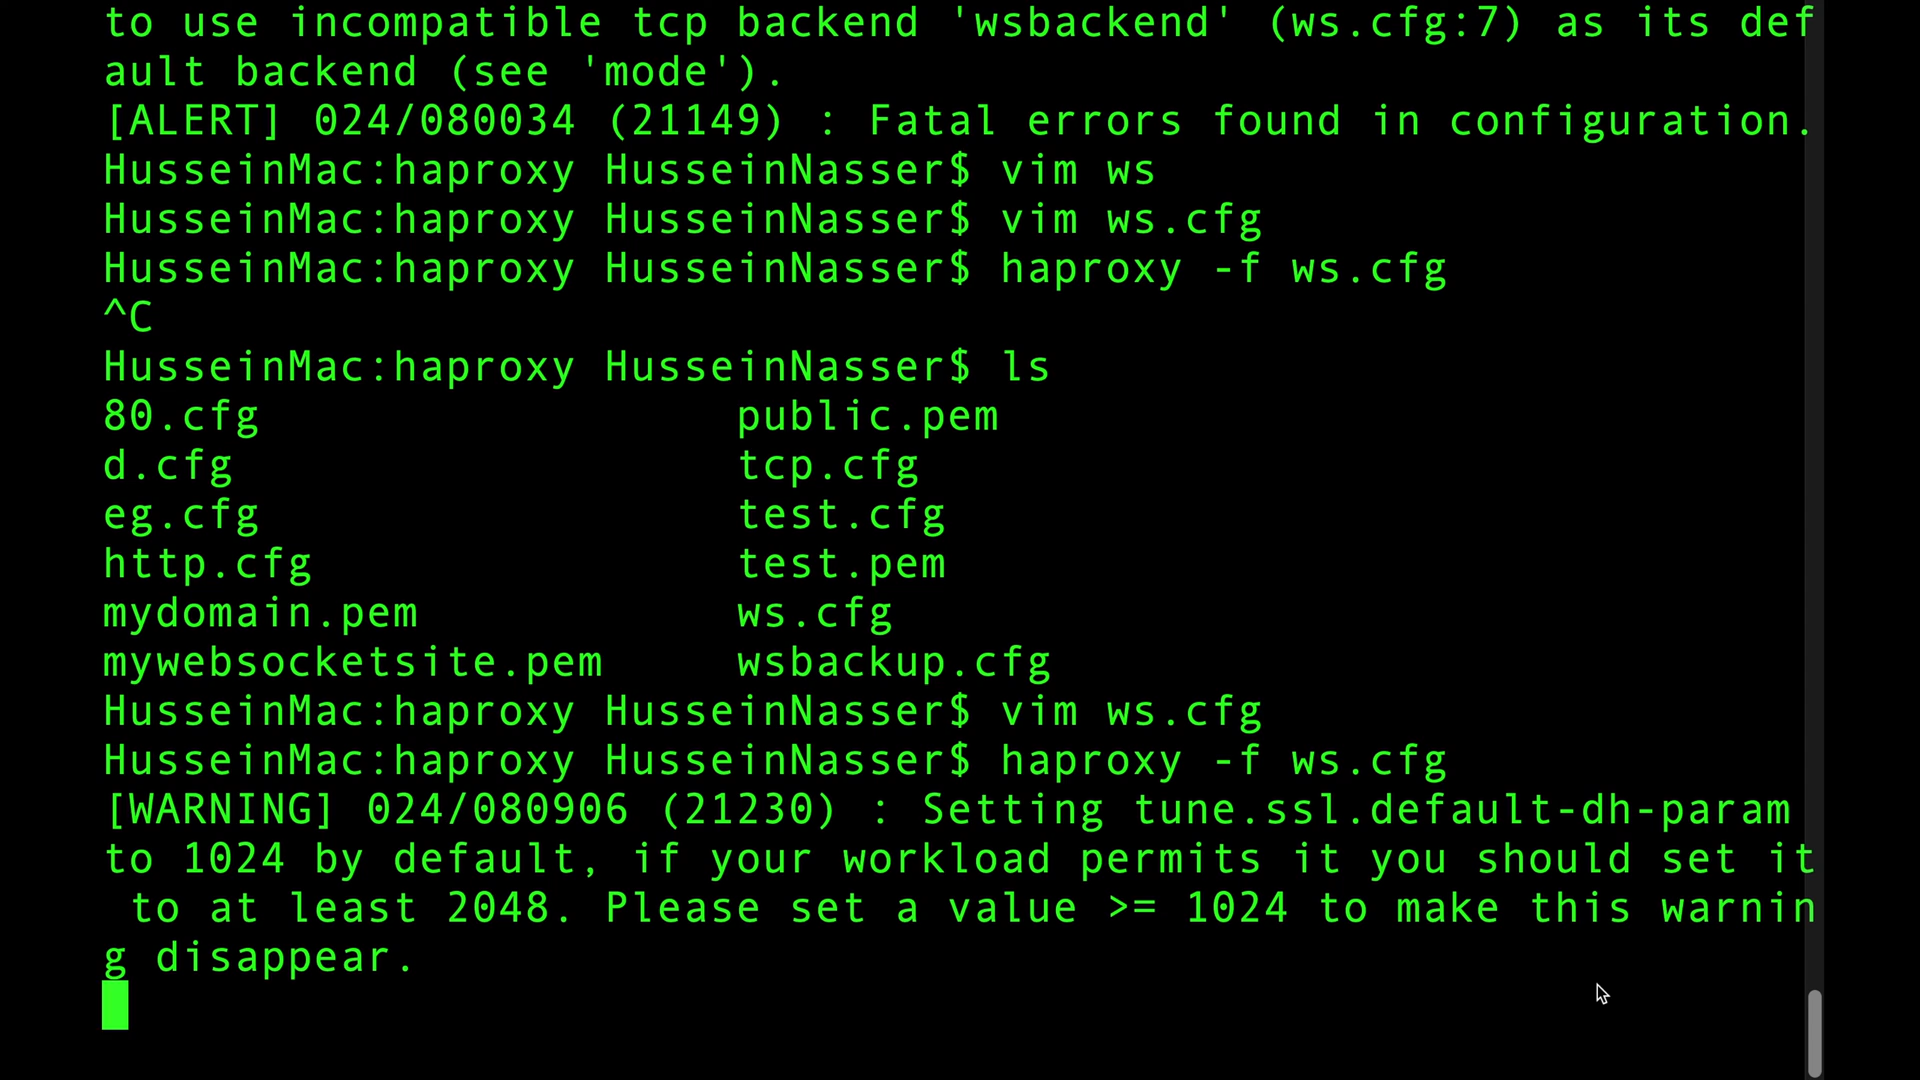 to use incompatible tcp backend 'wsbackend' (ws.cfg:7) as its def
ault backend (see 'mode').
[ALERT] 024/080034 (21149) : Fatal errors found in configuration.
HusseinMac:haproxy HusseinNasser$ vim ws
HusseinMac:haproxy HusseinNasser$ vim ws.cfg
HusseinMac:haproxy HusseinNasser$ haproxy -f ws.cfg
^C
HusseinMac:haproxy HusseinNasser$ ls
80.cfg public.pem
d.cfg tcp.cfg
eg.cfg test.cfg
http.cfg test.pem
mydomain.pem ws.cfg
mywebsocketsite.pem wsbackup.cfg
HusseinMac:haproxy HusseinNasser$ vim ws.cfg
HusseinMac:haproxy HusseinNasser$ haproxy -f ws.cfg
[WARNING] 024/080906 (21230) : Setting tune.ssl.default-dh-param
to 1024 by default, if your workload permits it you should set it
 to at least 2048. Please set a value >= 1024 to make this warnin
g disappear.